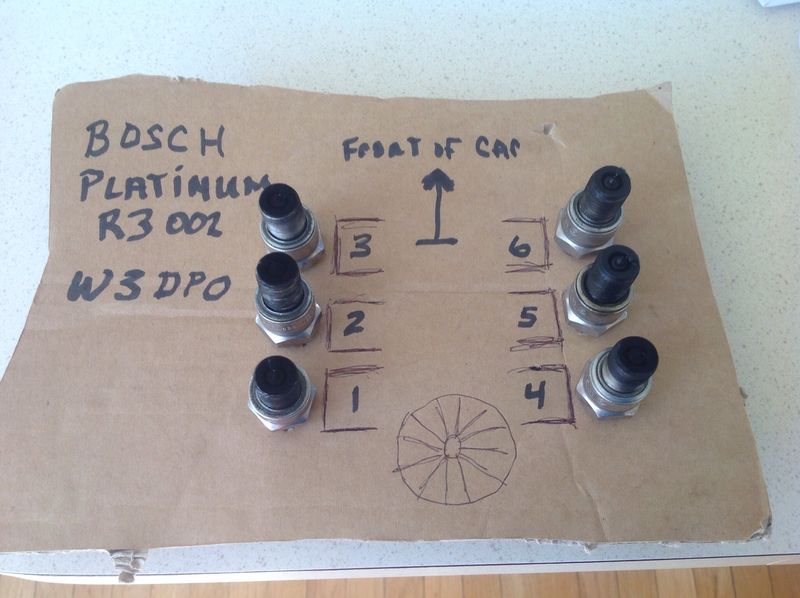 BOSCH
PLATINUM
R3 002
W3DPO
FRONT OF CAR
3
6
2
5
1
4